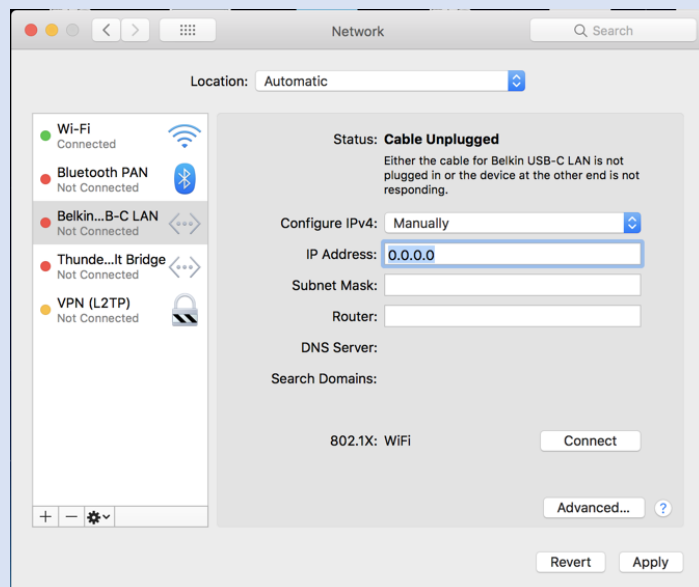 Network
Search
Location: Automatic
Wi-Fi
Connected
Bluetooth PAN
Not Connected
Belkin...B-C LAN
Not Connected
Thunde...lt Bridge
Not Connected
VPN (L2TP)
Not Connected
Status: Cable Unplugged
Either the cable for Belkin USB-C LAN is not
plugged in or the device at the other end is not
responding.
Configure IPv4: Manually
IP Address: 0.0.0.0
Subnet Mask:
Router:
DNS Server:
Search Domains:
802.1X: WiFi Connect
Advanced... ?
Revert Apply